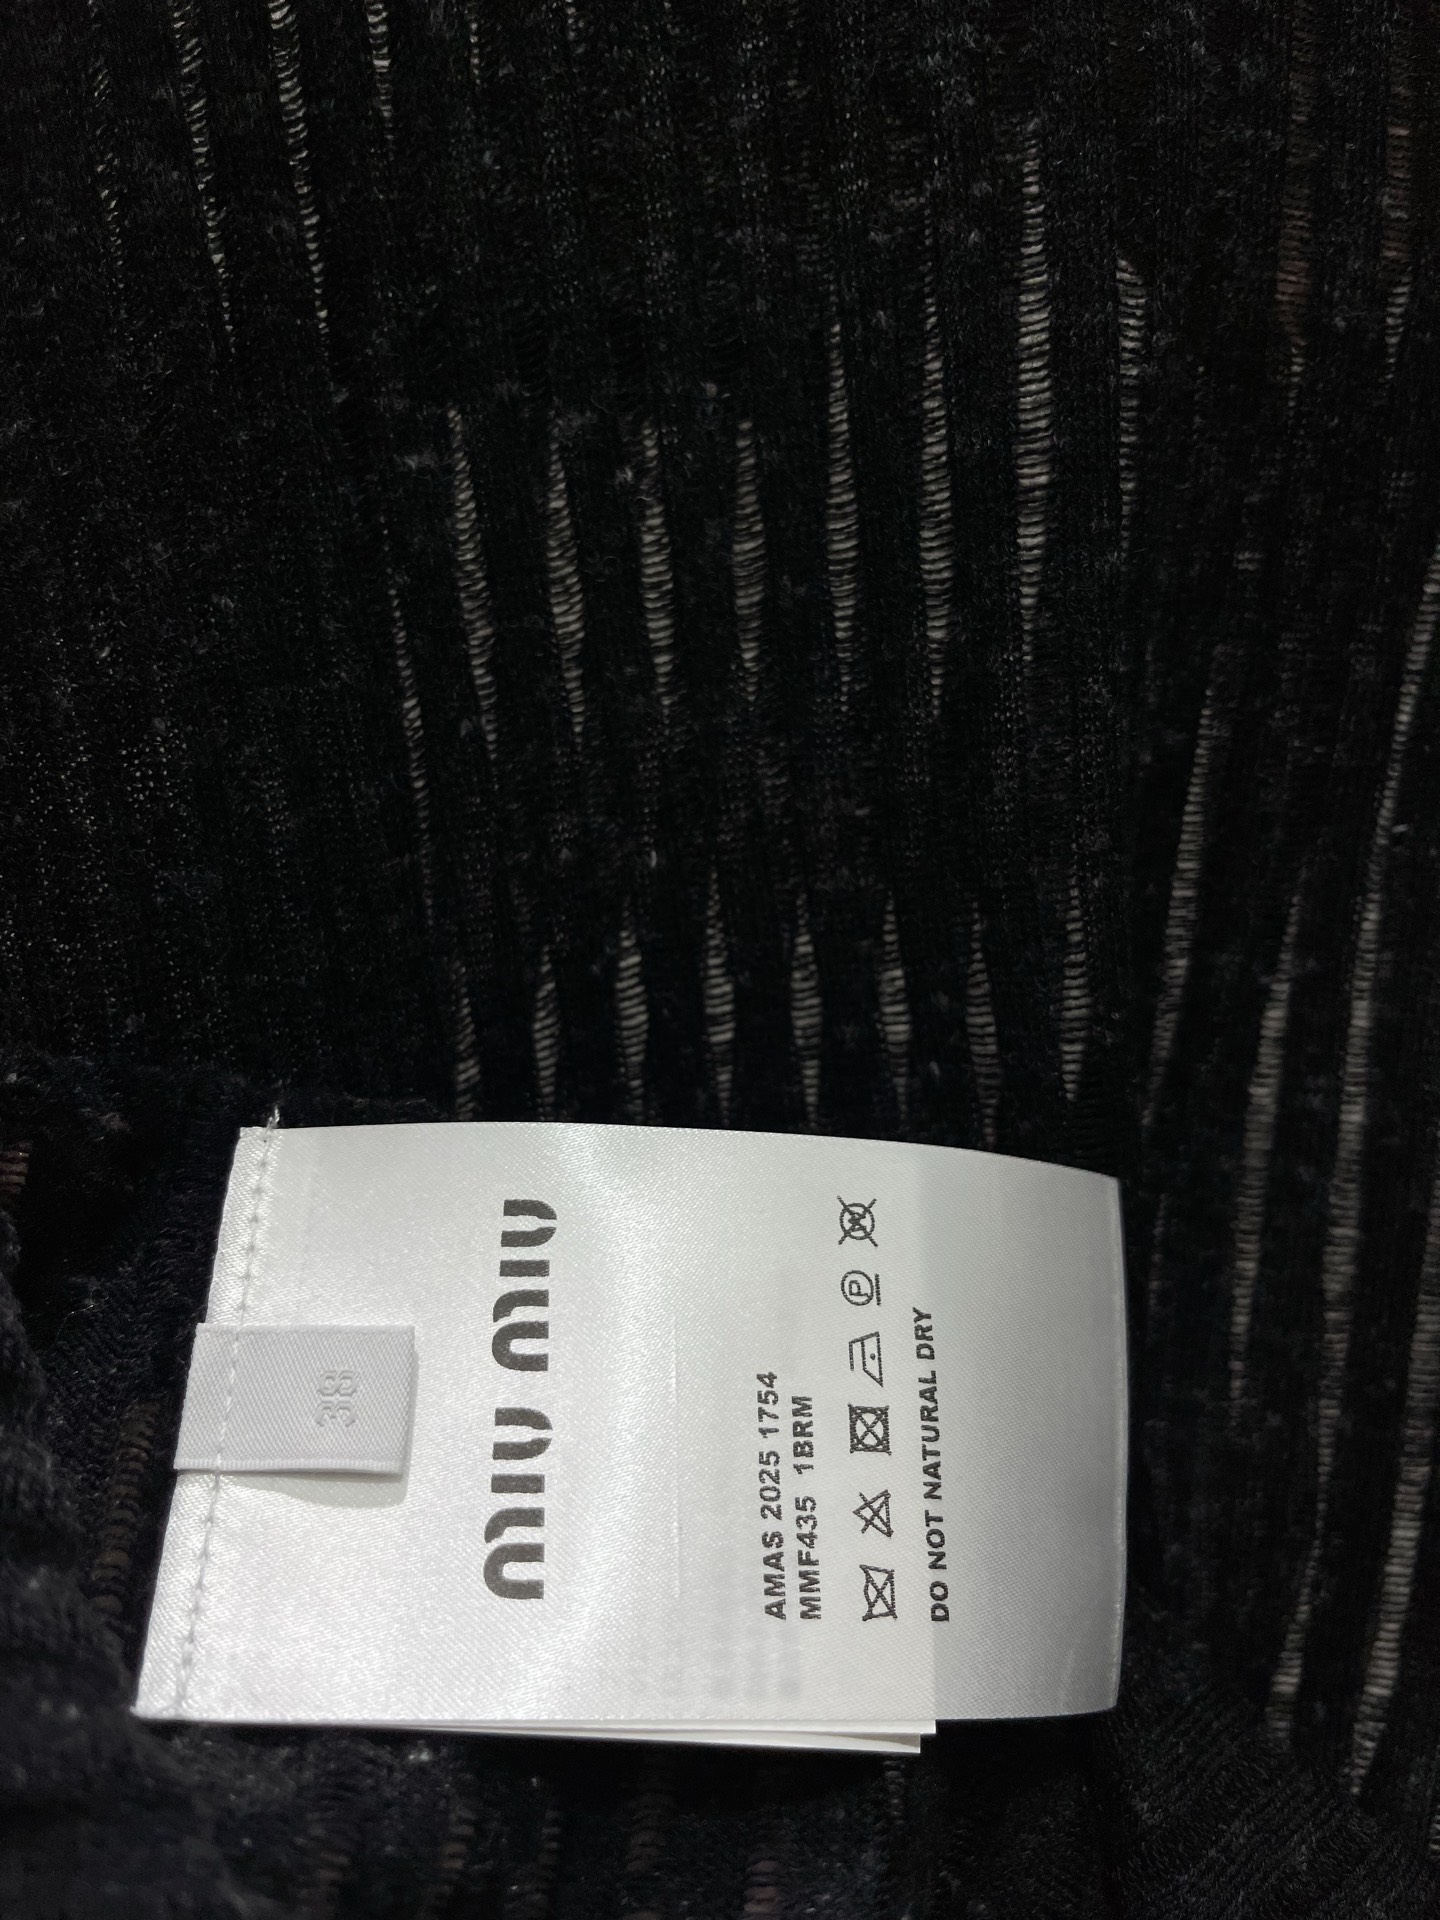 38
MIU MIU
AMAS 2025 1754
MMF435 1BRM
P
W
DO NOT NATURAL DRY